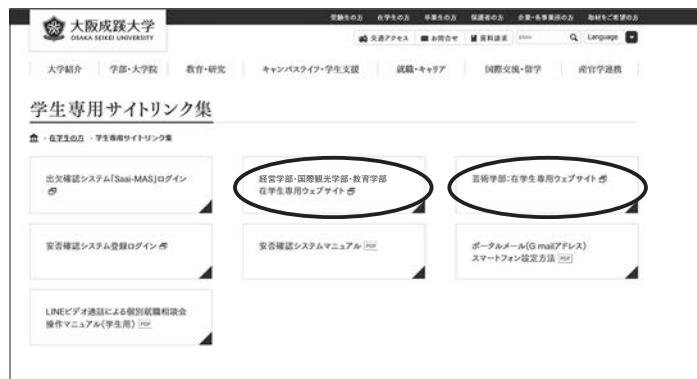 大阪成蹊大学
OSAKA SEIKEI UNIVERSITY
受験生の方 在学生の方 卒業生の方 保護者の方 企業・各事業所の方 取材をご希望の方
交通アクセス お問合せ 資料請求 Language
大学紹介 学部・大学院 教育・研究 キャンパスライフ・学生支援 就職・キャリア 国際交流・留学 産官学連携
学生専用サイトリンク集
在学生の方 学生専用サイトリンク集
出欠確認システム「Saai-MAS」ログイン
経営学部・国際観光学部・教育学部
在学生専用ウェブサイト
芸術学部:在学生専用ウェブサイト
安否確認システム登録ログイン
安否確認システムマニュアル PDF
ポータルメール(G mailアドレス)
スマートフォン設定方法 PDF
LINEビデオ通話による個別就職相談会
操作マニュアル(学生用) PDF